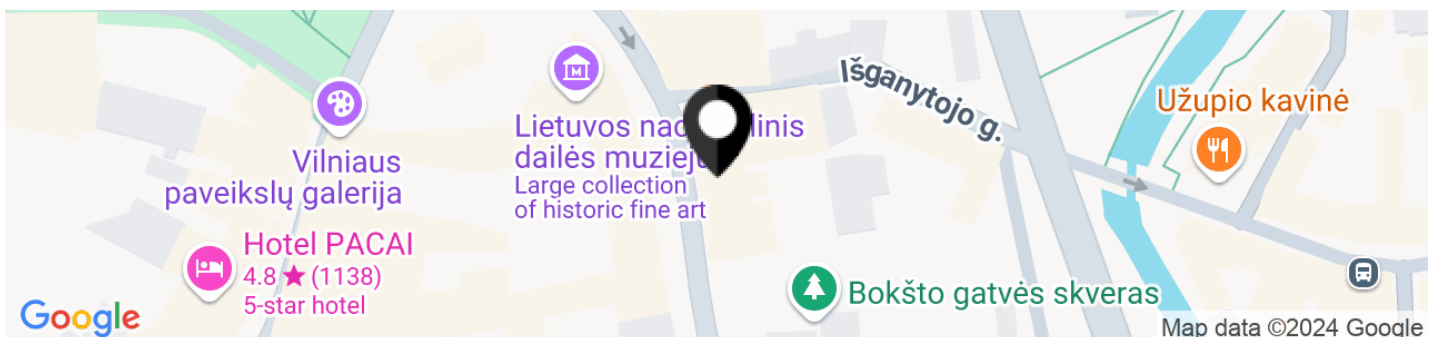 Išganytojo g.
Užupio kavinė
Lietuvos nac linis
dailės muziej
Large collection
of historic fine art
Vilniaus
paveikslų galerija
Hotel PACAI
4.8 ★ (1138)
5-star hotel
Bokšto gatvės skveras
Google
Map data ©2024 Google